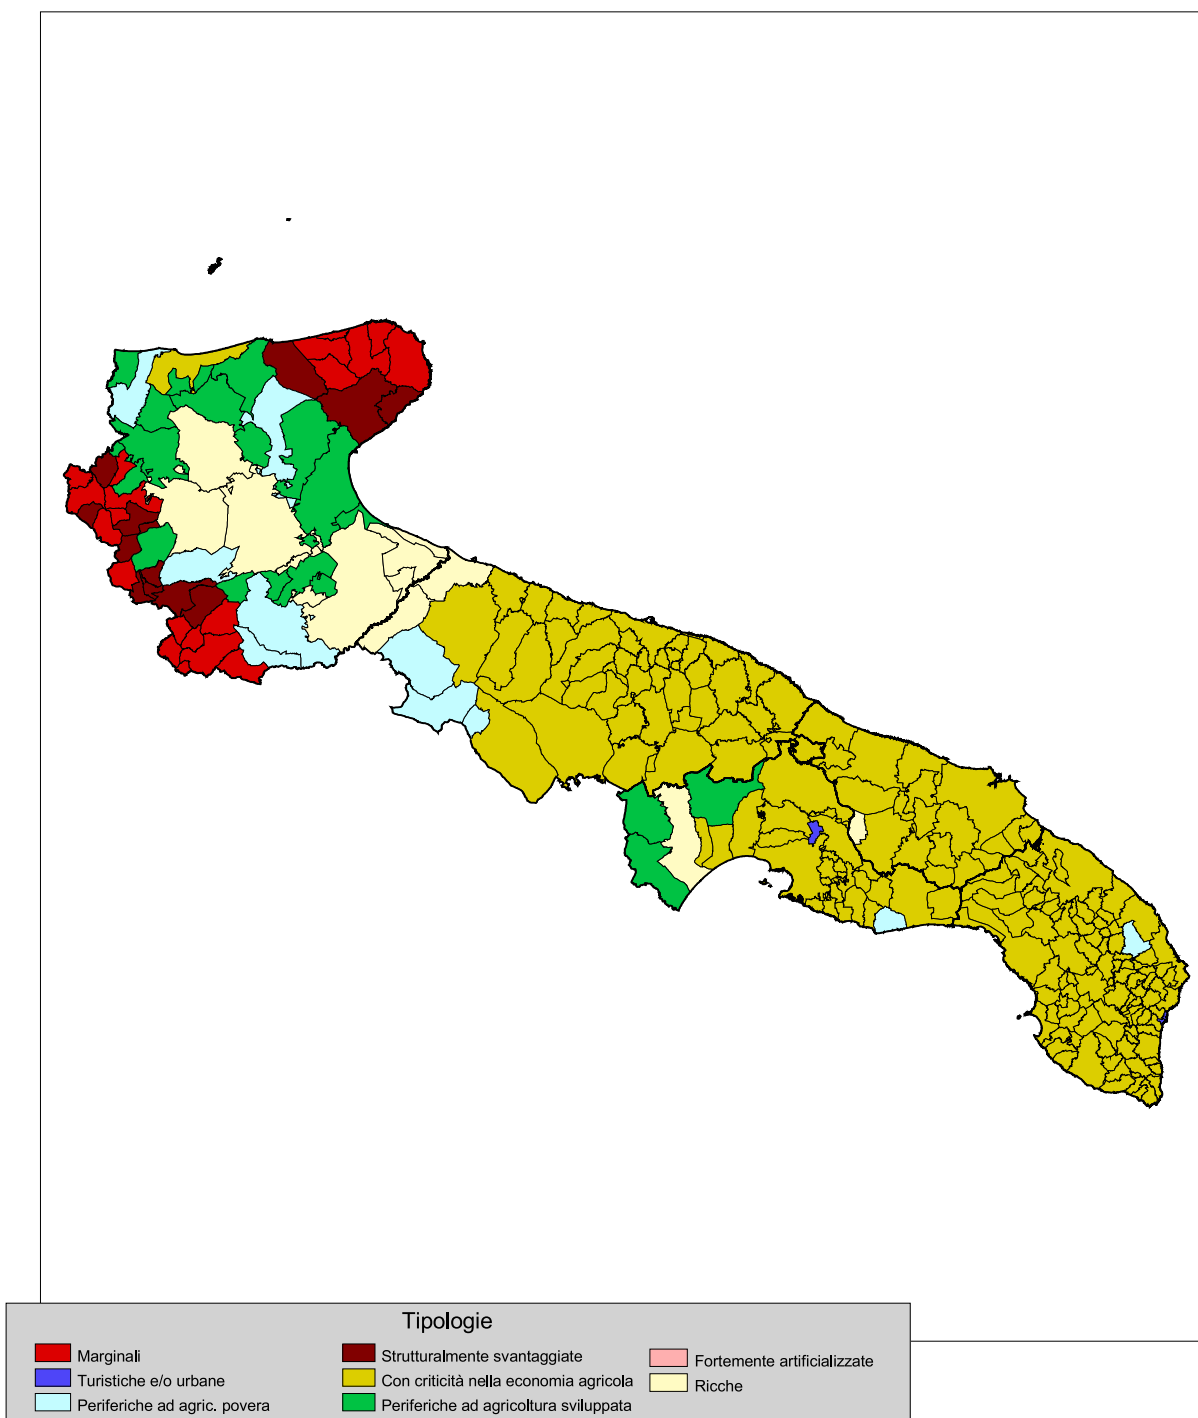 Tipologie
Marginali
Turistiche e/o urbane
Periferiche ad agric. povera
Strutturalmente svantaggiate
Con criticità nella economia agricola
Periferiche ad agricoltura sviluppata
Fortemente artificializzate
Ricche